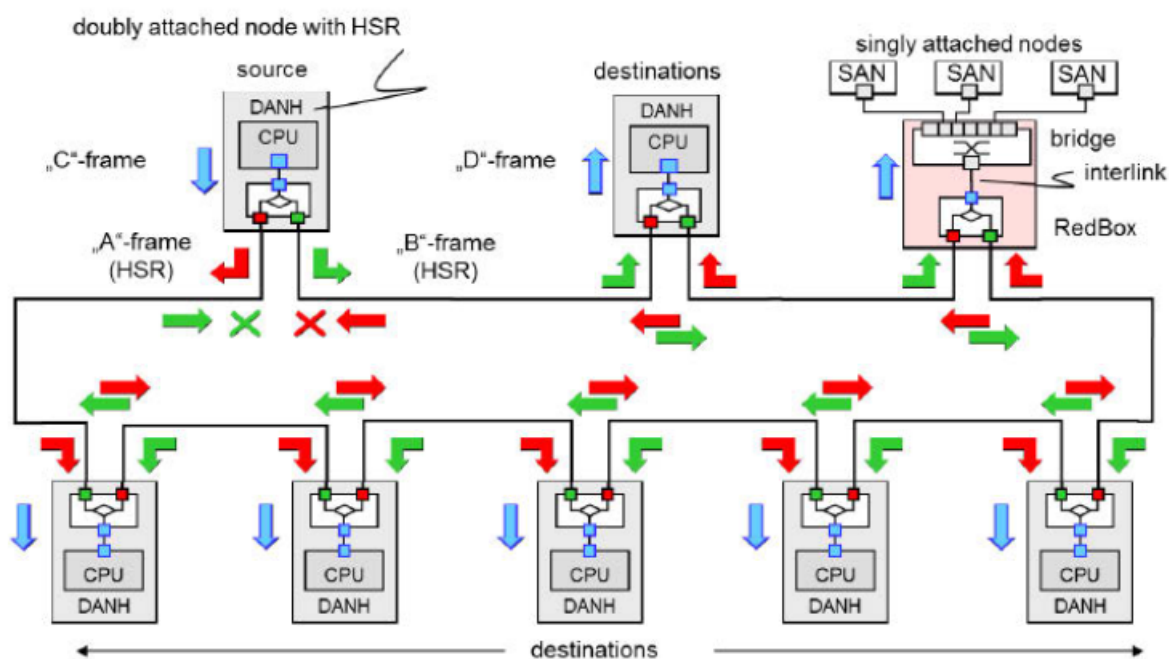 doubly attached node with HSR
singly attached nodes
source
destinations
SAN
SAN
SAN
DANH
CPU
DANH
CPU
bridge
„C“-frame
„D“-frame
interlink
RedBox
„A“-frame
(HSR)
„B“-frame
(HSR)
CPU
DANH
CPU
DANH
CPU
DANH
CPU
DANH
CPU
DANH
destinations